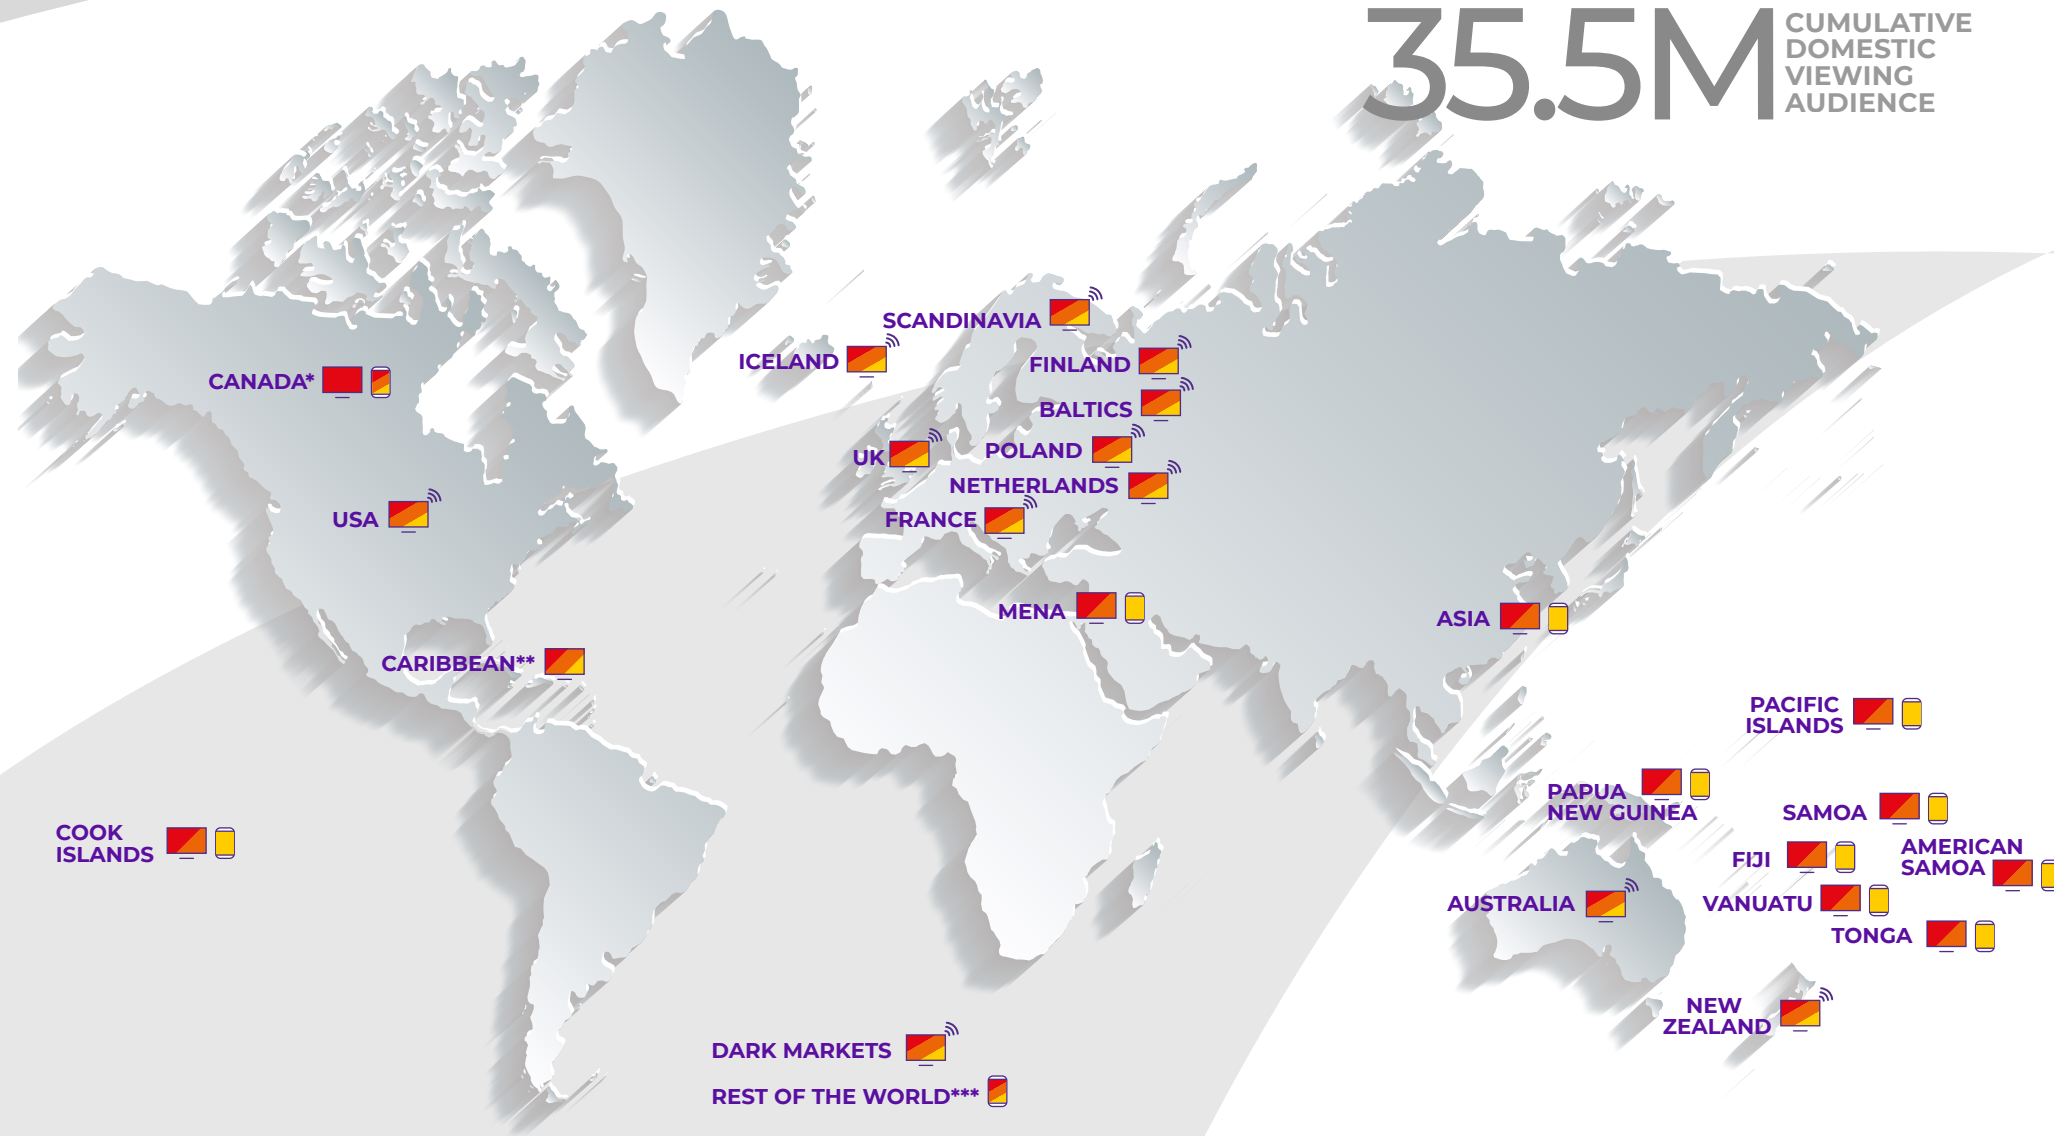 35.5M
CUMULATIVE
DOMESTIC
VIEWING
AUDIENCE
SCANDINAVIA
ICELAND
FINLAND
CANADA*
BALTICS
UK
POLAND
NETHERLANDS
USA
FRANCE
MENA
ASIA
CARIBBEAN**
PACIFIC
ISLANDS
PAPUA
NEW GUINEA
SAMOA
COOK
ISLANDS
FIJI
AMERICAN
SAMOA
AUSTRALIA
VANUATU
TONGA
NEW
ZEALAND
DARK MARKETS
REST OF THE WORLD***